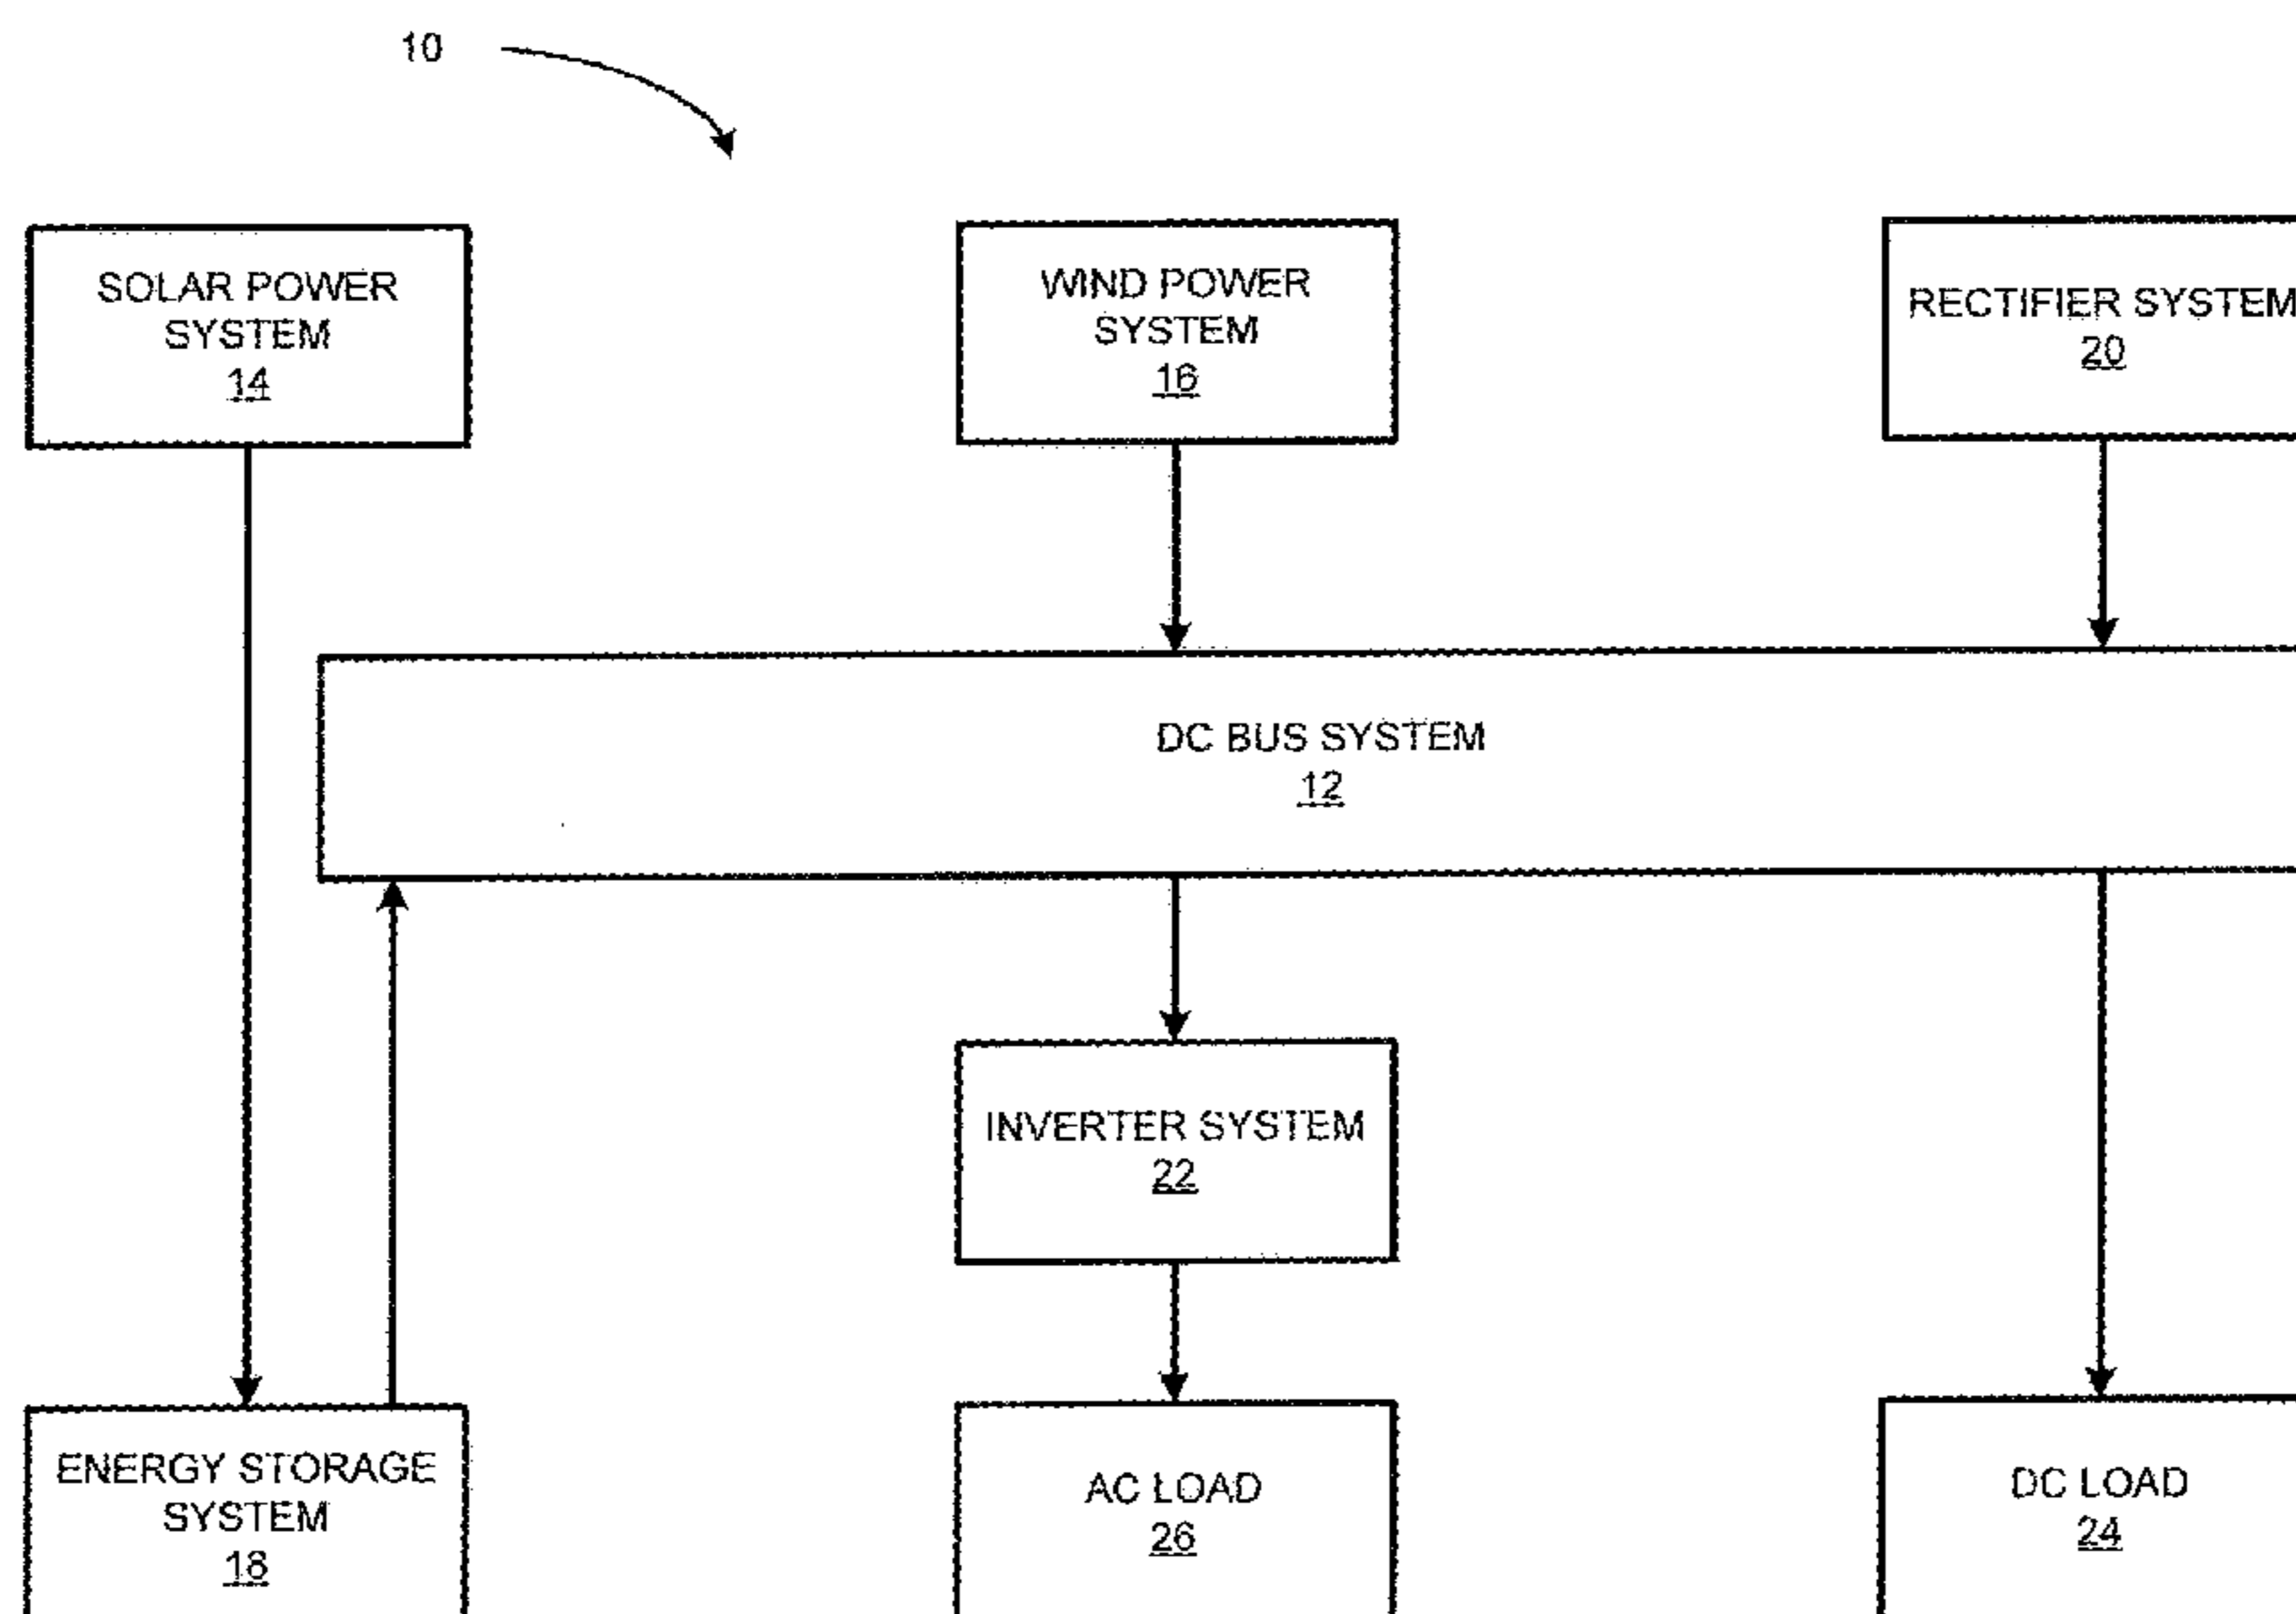 10
SOLAR POWER
SYSTEM
14
WIND POWER
SYSTEM
16
RECTIFIER SYSTEM
20
DC BUS SYSTEM
12
INVERTER SYSTEM
22
ENERGY STORAGE
SYSTEM
18
AC LOAD
26
DC LOAD
24